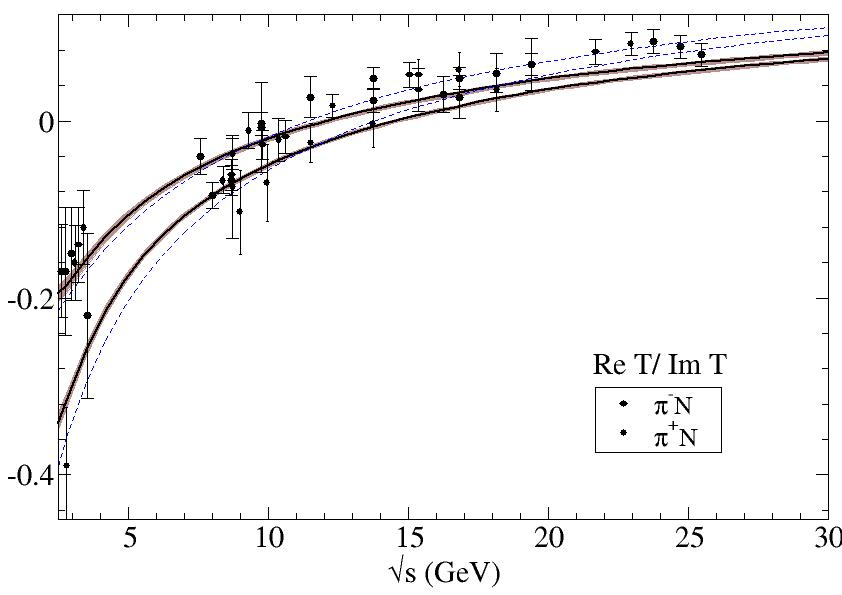 0
-0.2
-0.4
Re T/ Im T
π⁻N
π⁺N
5 10 15 20 25 30
√s (GeV)